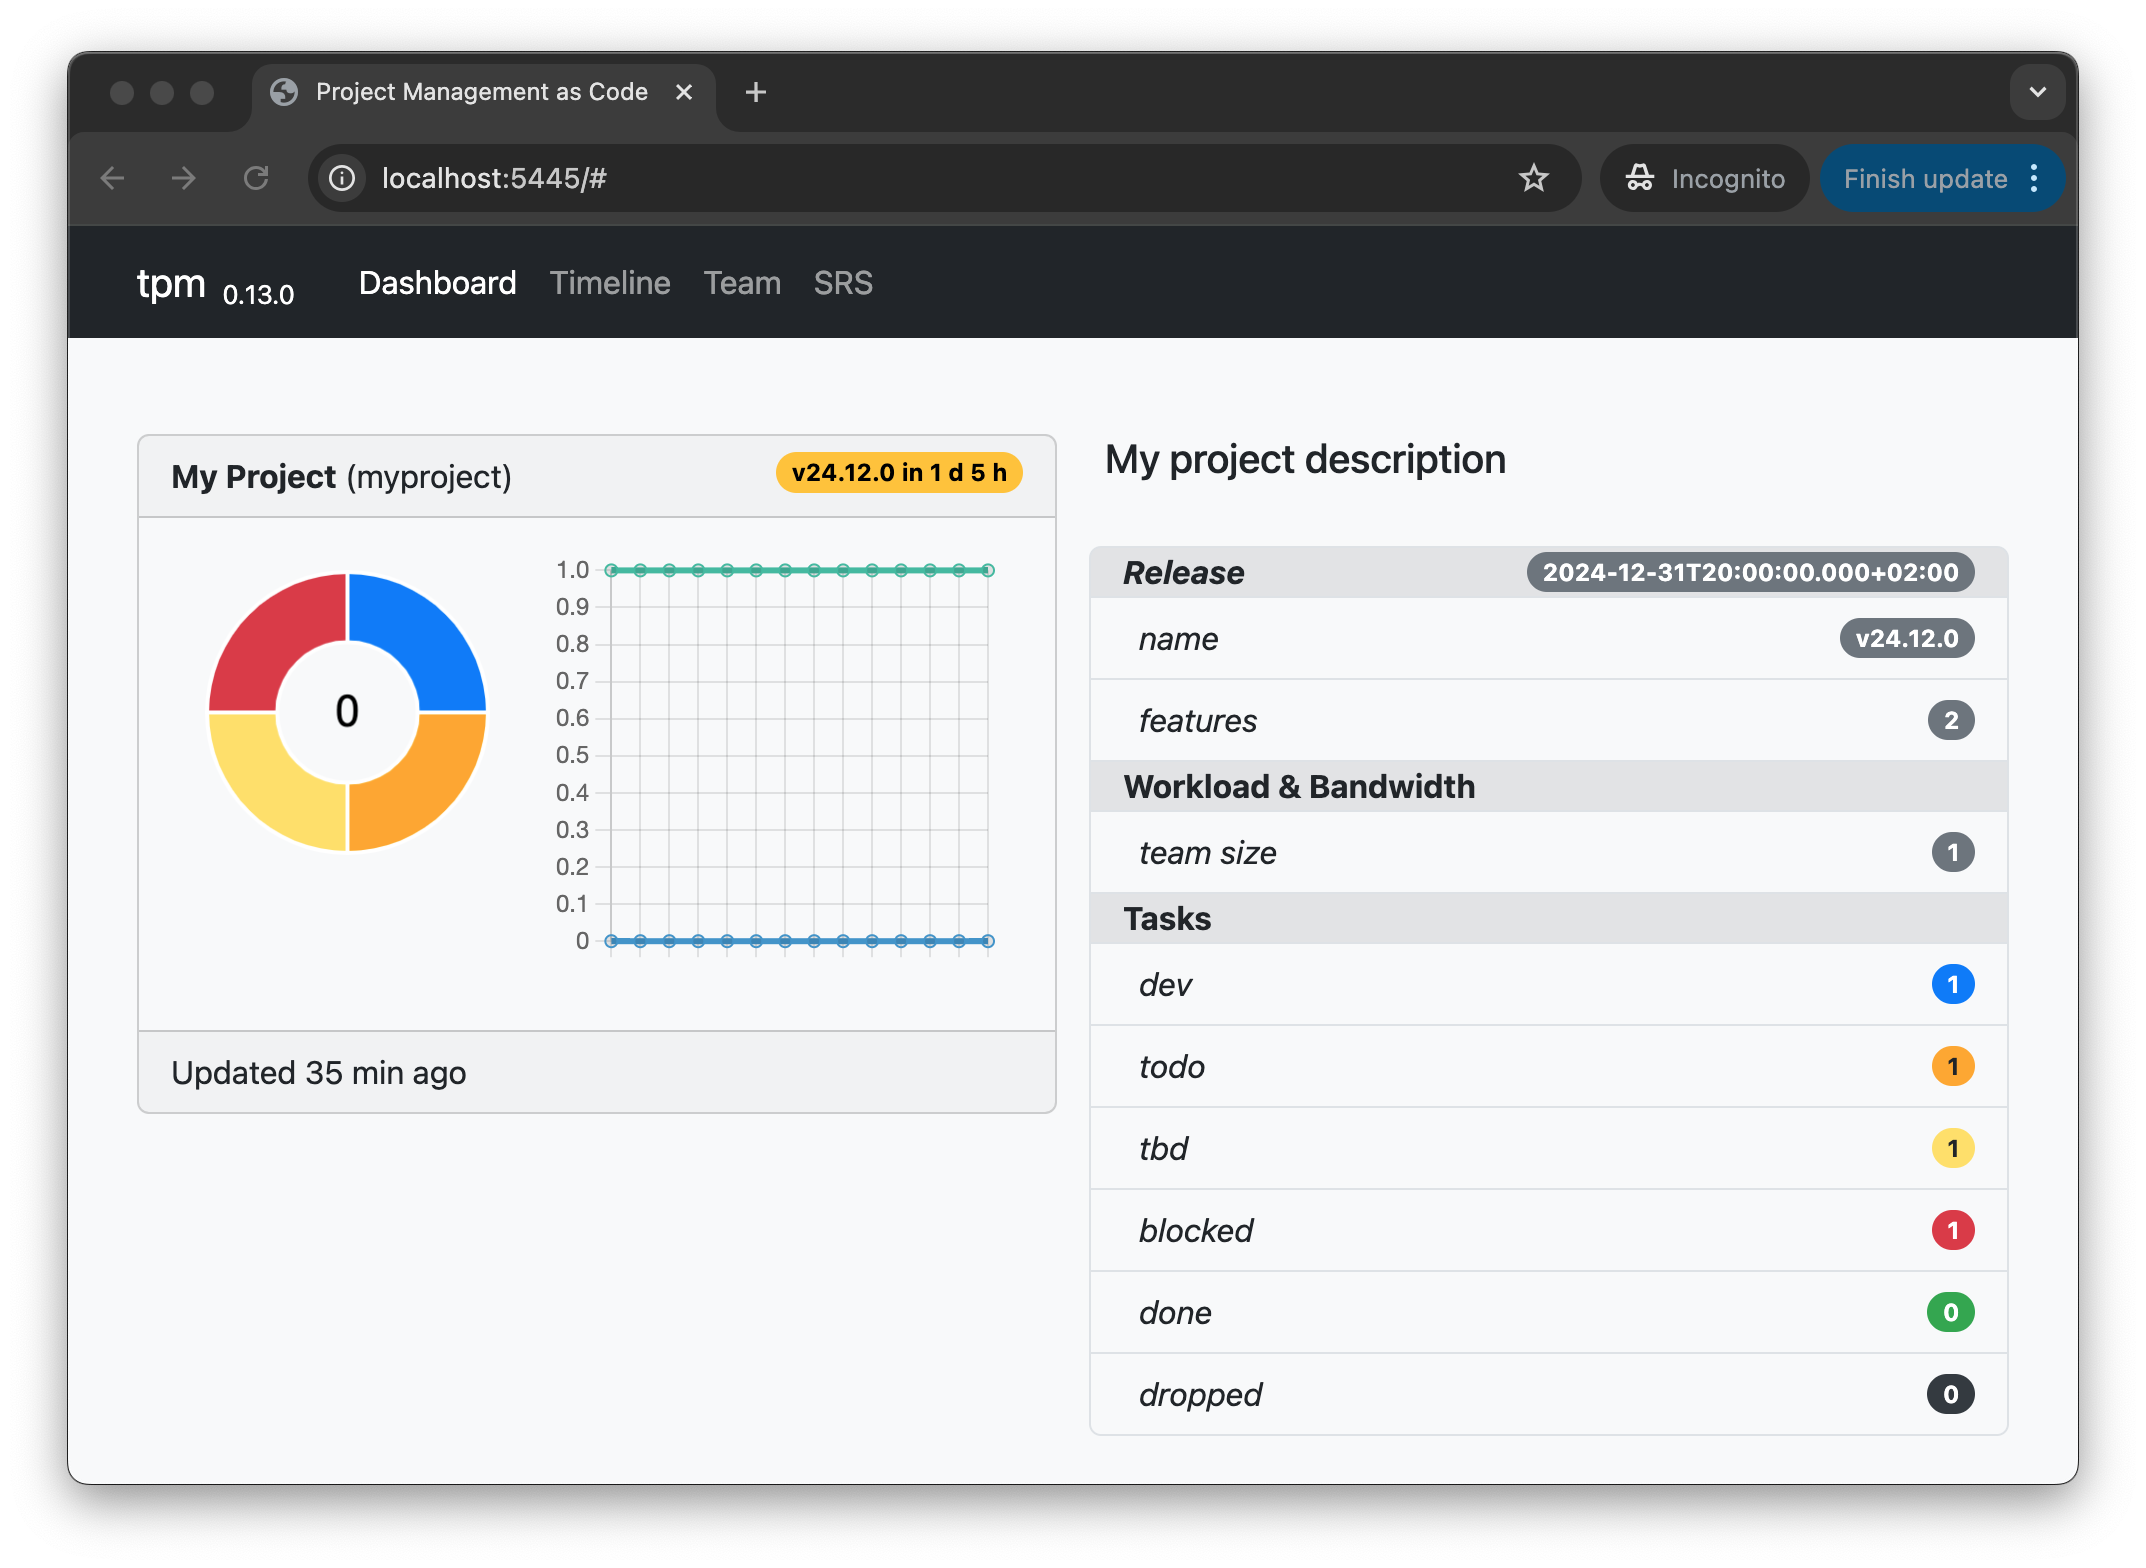 Project Management as Code
localhost:5445/#
Incognito
Finish update
tpm 0.13.0
Dashboard
Timeline
Team
SRS
My Project (myproject)
v24.12.0 in 1 d 5 h
0
1.0
0.9
0.8
0.7
0.6
0.5
0.4
0.3
0.2
0.1
0
Updated 35 min ago
My project description
Release 2024-12-31T20:00:00.000+02:00
name v24.12.0
features 2
Workload & Bandwidth
team size 1
Tasks
dev 1
todo 1
tbd 1
blocked 1
done 0
dropped 0